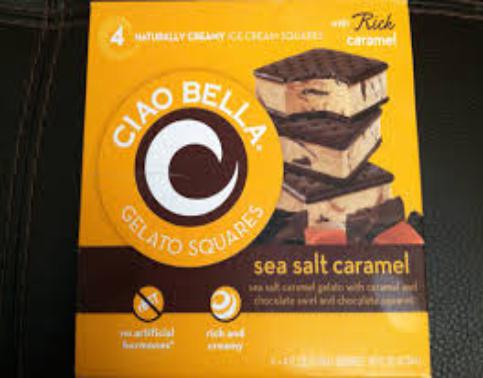 4 NATURALLY CREAMY ICE CREAM SQUARES
with Rich
caramel
CIAO BELLA
GELATO SQUARES
sea salt caramel
sea salt caramel gelato with caramel and
chocolate swirl and chocolate
no artificial
hormones*
rich and
creamy